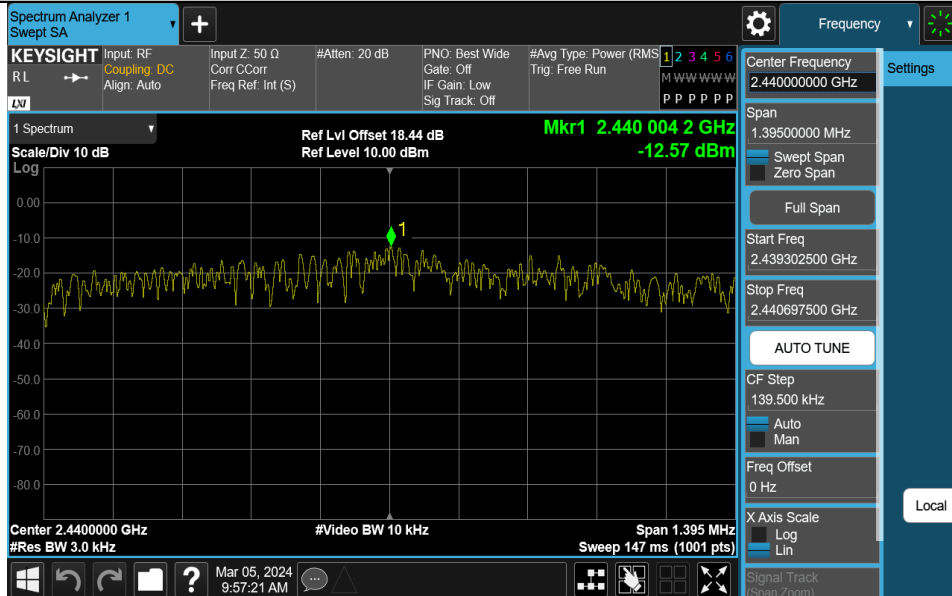 Spectrum Analyzer 1
Swept SA
+
Frequency
KEYSIGHT
RL
LXI
Input: RF
Coupling: DC
Align: Auto
Input Z: 50 Ω
Corr CCorr
Freq Ref: Int (S)
#Atten: 20 dB
PNO: Best Wide
Gate: Off
IF Gain: Low
Sig Track: Off
#Avg Type: Power (RMS
Trig: Free Run
1 2 3 4 5 6
M W W W W W
P P P P P P
1 Spectrum
Scale/Div 10 dB
Log
Ref Lvl Offset 18.44 dB
Ref Level 10.00 dBm
Mkr1 2.440 004 2 GHz
-12.57 dBm
1
0.00
-10.0
-20.0
-30.0
-40.0
-50.0
-60.0
-70.0
-80.0
Center 2.4400000 GHz
#Res BW 3.0 kHz
#Video BW 10 kHz
Span 1.395 MHz
Sweep 147 ms (1001 pts)
?
Mar 05, 2024
9:57:21 AM
Center Frequency
2.440000000 GHz
Span
1.39500000 MHz
Swept Span
Zero Span
Full Span
Start Freq
2.439302500 GHz
Stop Freq
2.440697500 GHz
AUTO TUNE
CF Step
139.500 kHz
Auto
Man
Freq Offset
0 Hz
X Axis Scale
Log
Lin
Signal Track
(Span Zoom)
Settings
Local